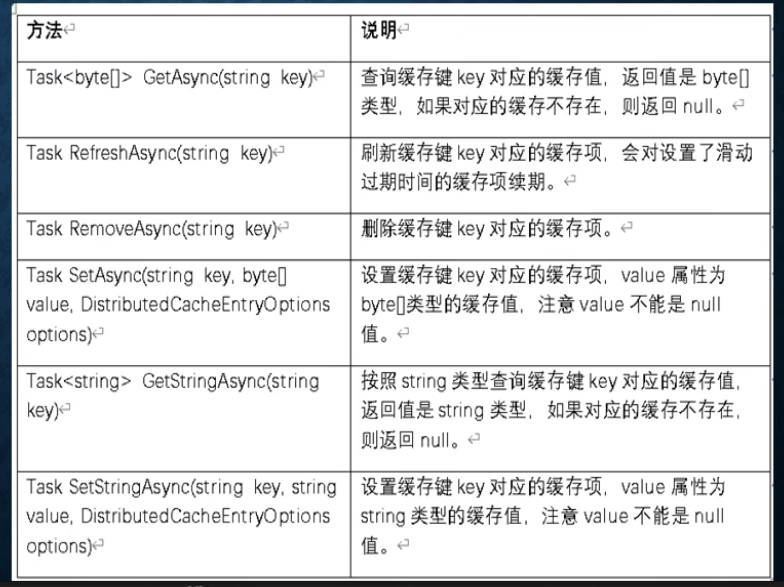 方法
说明
Task<byte[]> GetAsync(string key)
查询缓存键 key 对应的缓存值，返回值是 byte[]
类型，如果对应的缓存不存在，则返回 null。
Task RefreshAsync(string key)
刷新缓存键 key 对应的缓存项，会对设置了滑动
过期时间的缓存项续期。
Task RemoveAsync(string key)
删除缓存键 key 对应的缓存项。
Task SetAsync(string key, byte[]
value, DistributedCacheEntryOptions
options)
设置缓存键 key 对应的缓存项，value 属性为
byte[]类型的缓存值，注意 value 不能是 null
值。
Task<string> GetStringAsync(string
key)
按照 string 类型查询缓存键 key 对应的缓存值，
返回值是 string 类型，如果对应的缓存不存在，
则返回 null。
Task SetStringAsync(string key, string
value, DistributedCacheEntryOptions
options)
设置缓存键 key 对应的缓存项，value 属性为
string 类型的缓存值，注意 value 不能是 null
值。